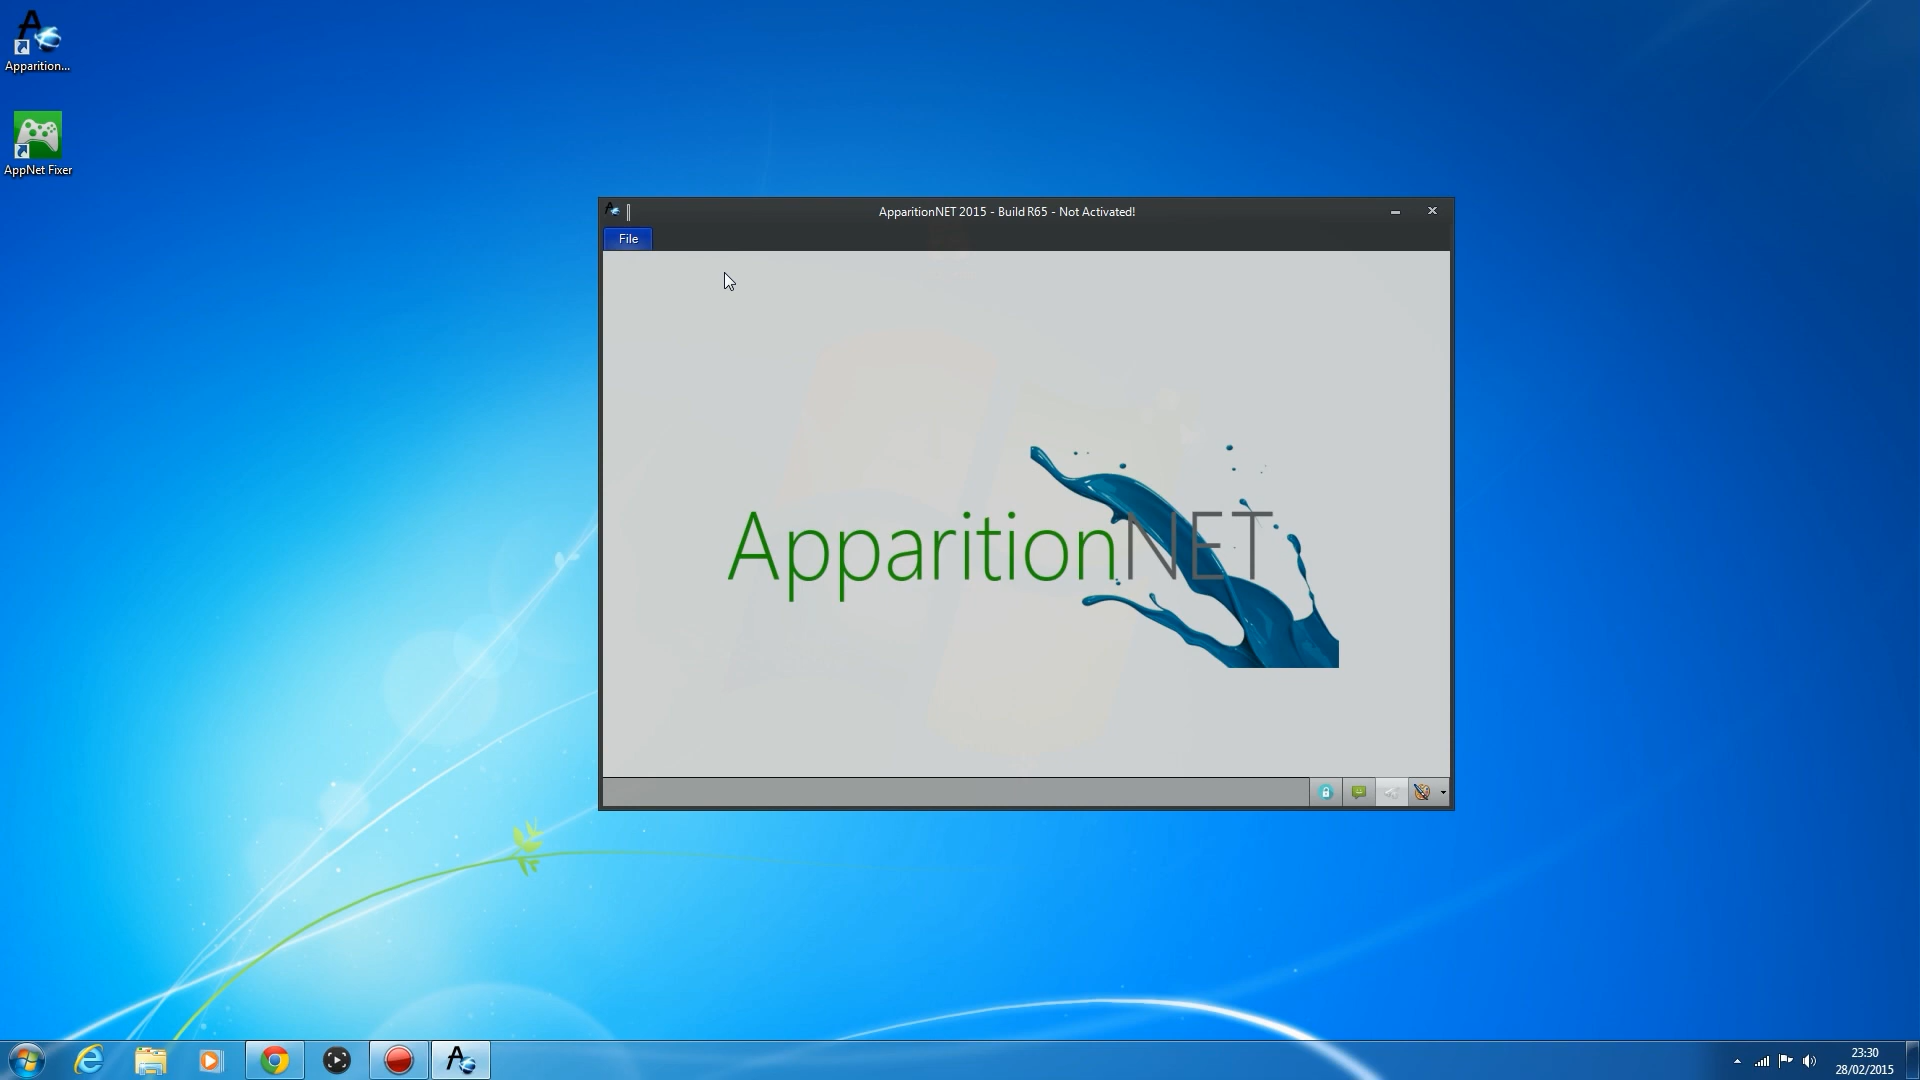 Apparition...
AppNet Fixer
ApparitionNET 2015 - Build R65 - Not Activated!
File
ApparitionNET
23:30
28/02/2015